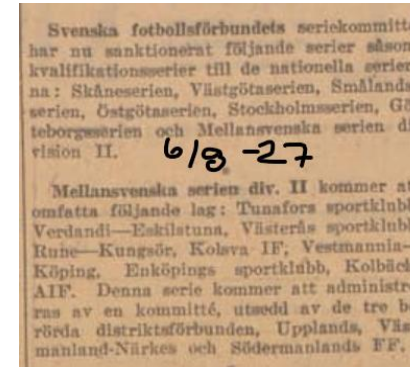 Svenska fotbollsförbundets seriekommitt
har nu sanktionerat följande serier såsom
kvalifikationsserier till de nationella serier
na: Skåneserien, Västgötaserien, Smålands
serien, Östgötaserien, Stockholmsserien, Gö
teborgsserien och Mellansvenska serien di
vision II.
6/8 -27
Mellansvenska serien div. II kommer at
omfatta följande lag: Tunafors sportklubb
Verdandi—Eskilstuna, Västerås sportklubb
Rune—Kungsör, Kolsva IF, Vestmannia—
Köping, Enköpings sportklubb, Kolbäck
AIF. Denna serie kommer att administre
ras av en kommitté, utsedd av de tre be
rörda distriktsförbunden, Upplands, Väs
manland-Närkes och Södermanlands FF.